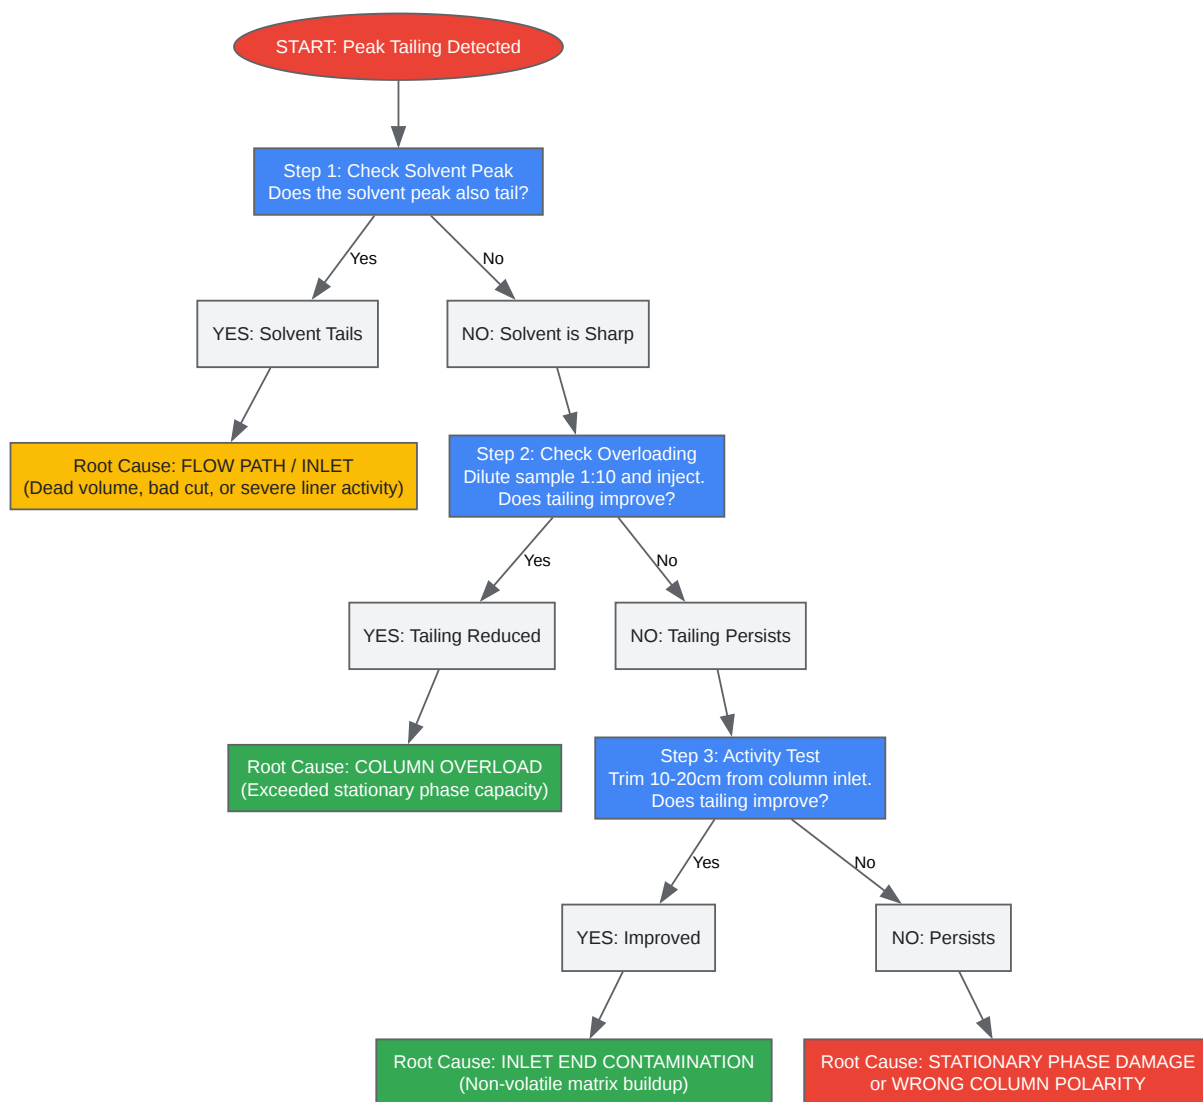 START: Peak Tailing Detected
Step 1: Check Solvent Peak
Does the solvent peak also tail?
Yes
No
YES: Solvent Tails
NO: Solvent is Sharp
Root Cause: FLOW PATH / INLET
(Dead volume, bad cut, or severe liner activity)
Step 2: Check Overloading
Dilute sample 1:10 and inject.
Does tailing improve?
Yes
No
YES: Tailing Reduced
NO: Tailing Persists
Root Cause: COLUMN OVERLOAD
(Exceeded stationary phase capacity)
Step 3: Activity Test
Trim 10-20cm from column inlet.
Does tailing improve?
Yes
No
YES: Improved
NO: Persists
Root Cause: INLET END CONTAMINATION
(Non-volatile matrix buildup)
Root Cause: STATIONARY PHASE DAMAGE
or WRONG COLUMN POLARITY